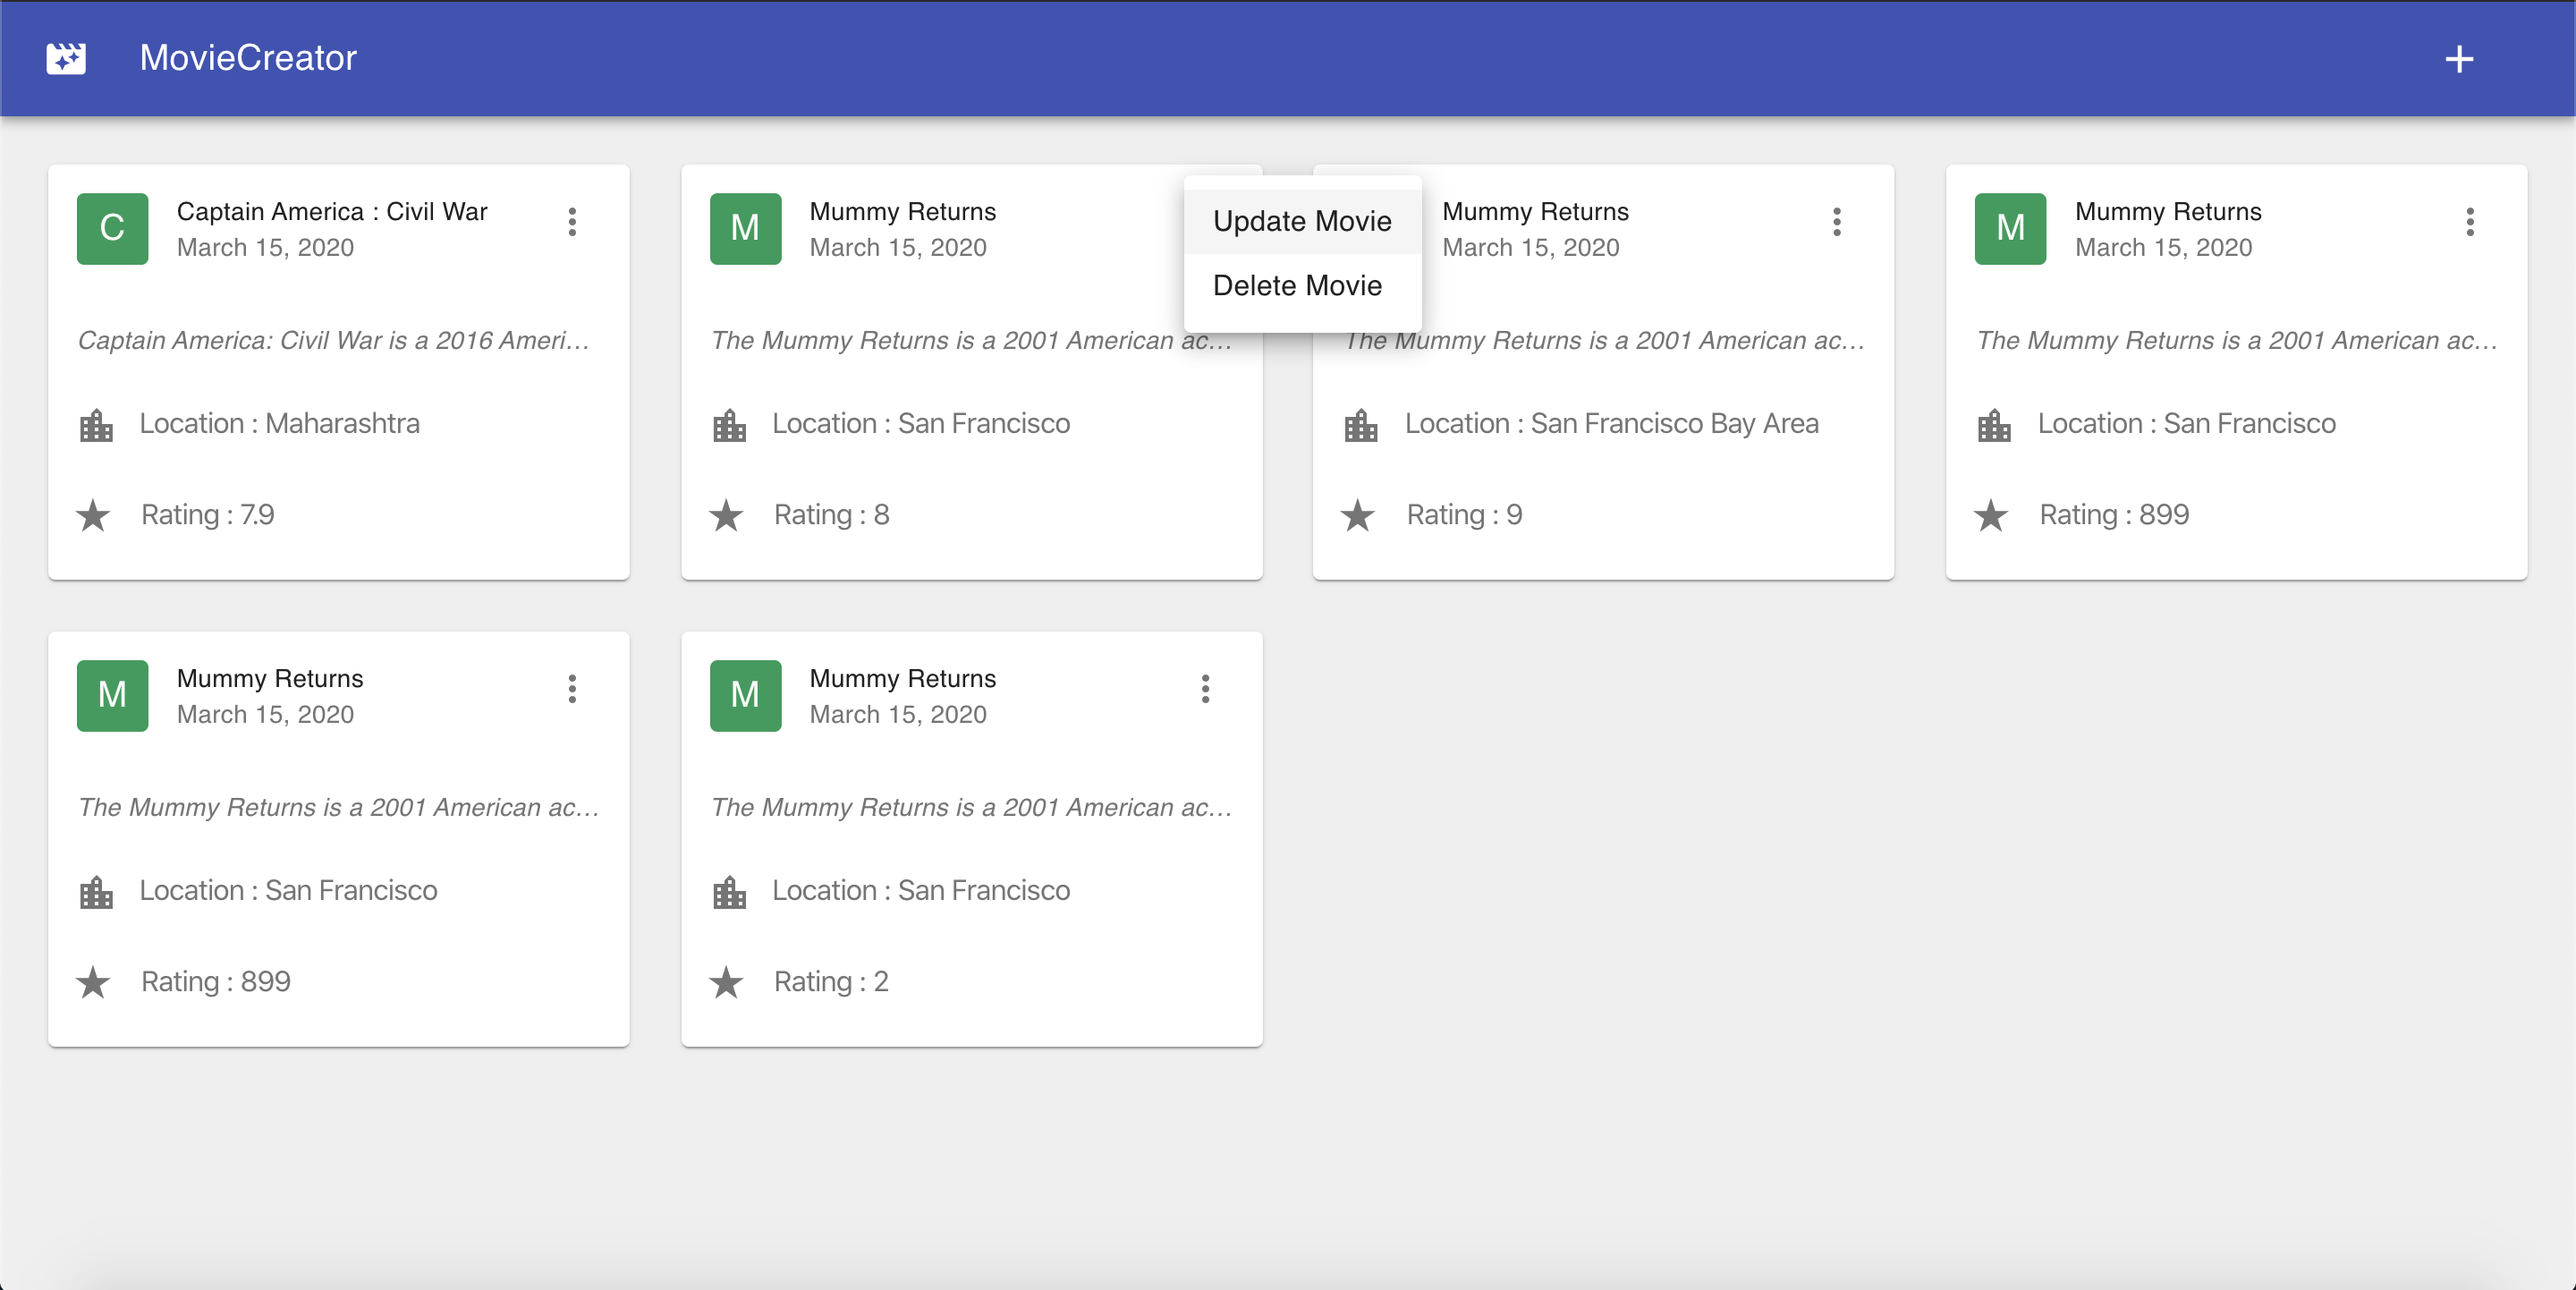 MovieCreator
C
Captain America : Civil War
March 15, 2020
Captain America: Civil War is a 2016 Ameri...
Location : Maharashtra
Rating : 7.9
M
Mummy Returns
March 15, 2020
The Mummy Returns is a 2001 American ac...
Location : San Francisco
Rating : 8
Update Movie
Delete Movie
Mummy Returns
March 15, 2020
The Mummy Returns is a 2001 American ac...
Location : San Francisco Bay Area
Rating : 9
M
Mummy Returns
March 15, 2020
The Mummy Returns is a 2001 American ac...
Location : San Francisco
Rating : 899
M
Mummy Returns
March 15, 2020
The Mummy Returns is a 2001 American ac...
Location : San Francisco
Rating : 899
M
Mummy Returns
March 15, 2020
The Mummy Returns is a 2001 American ac...
Location : San Francisco
Rating : 2